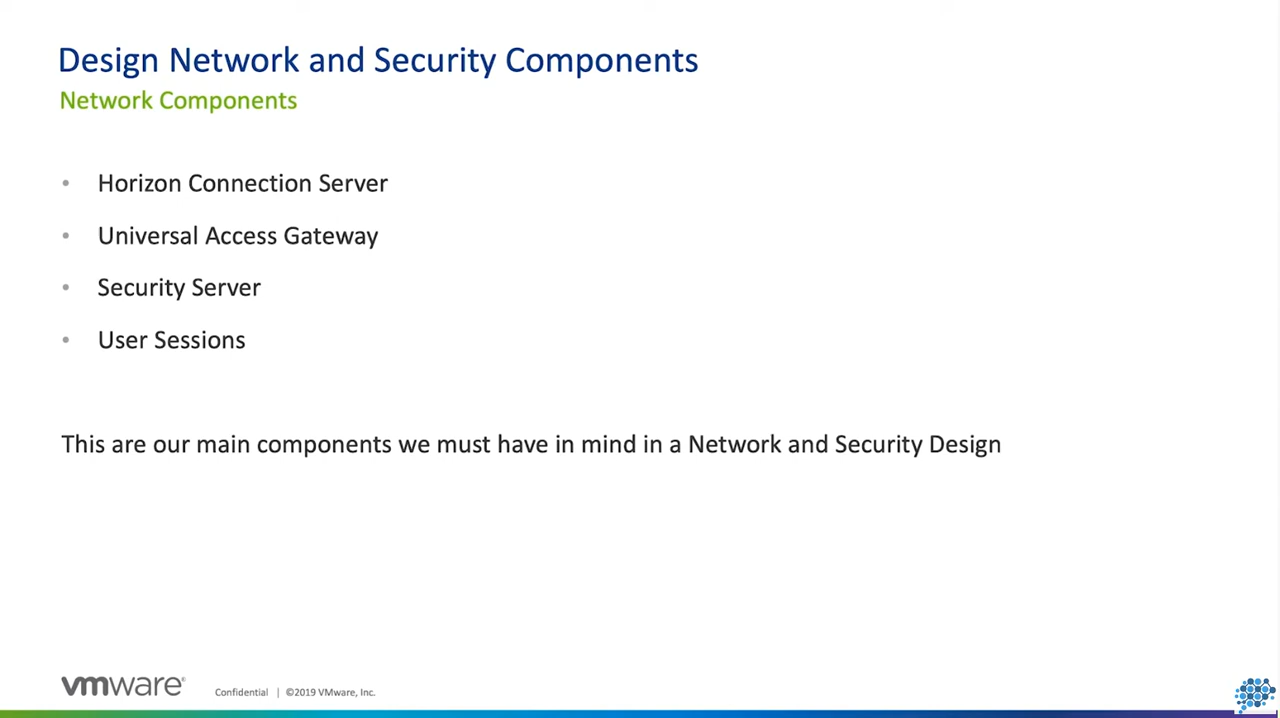 Design Network and Security Components
Network Components
• Horizon Connection Server
• Universal Access Gateway
• Security Server
• User Sessions
This are our main components we must have in mind in a Network and Security Design
vmware® Confidential | ©2019 VMware, Inc.